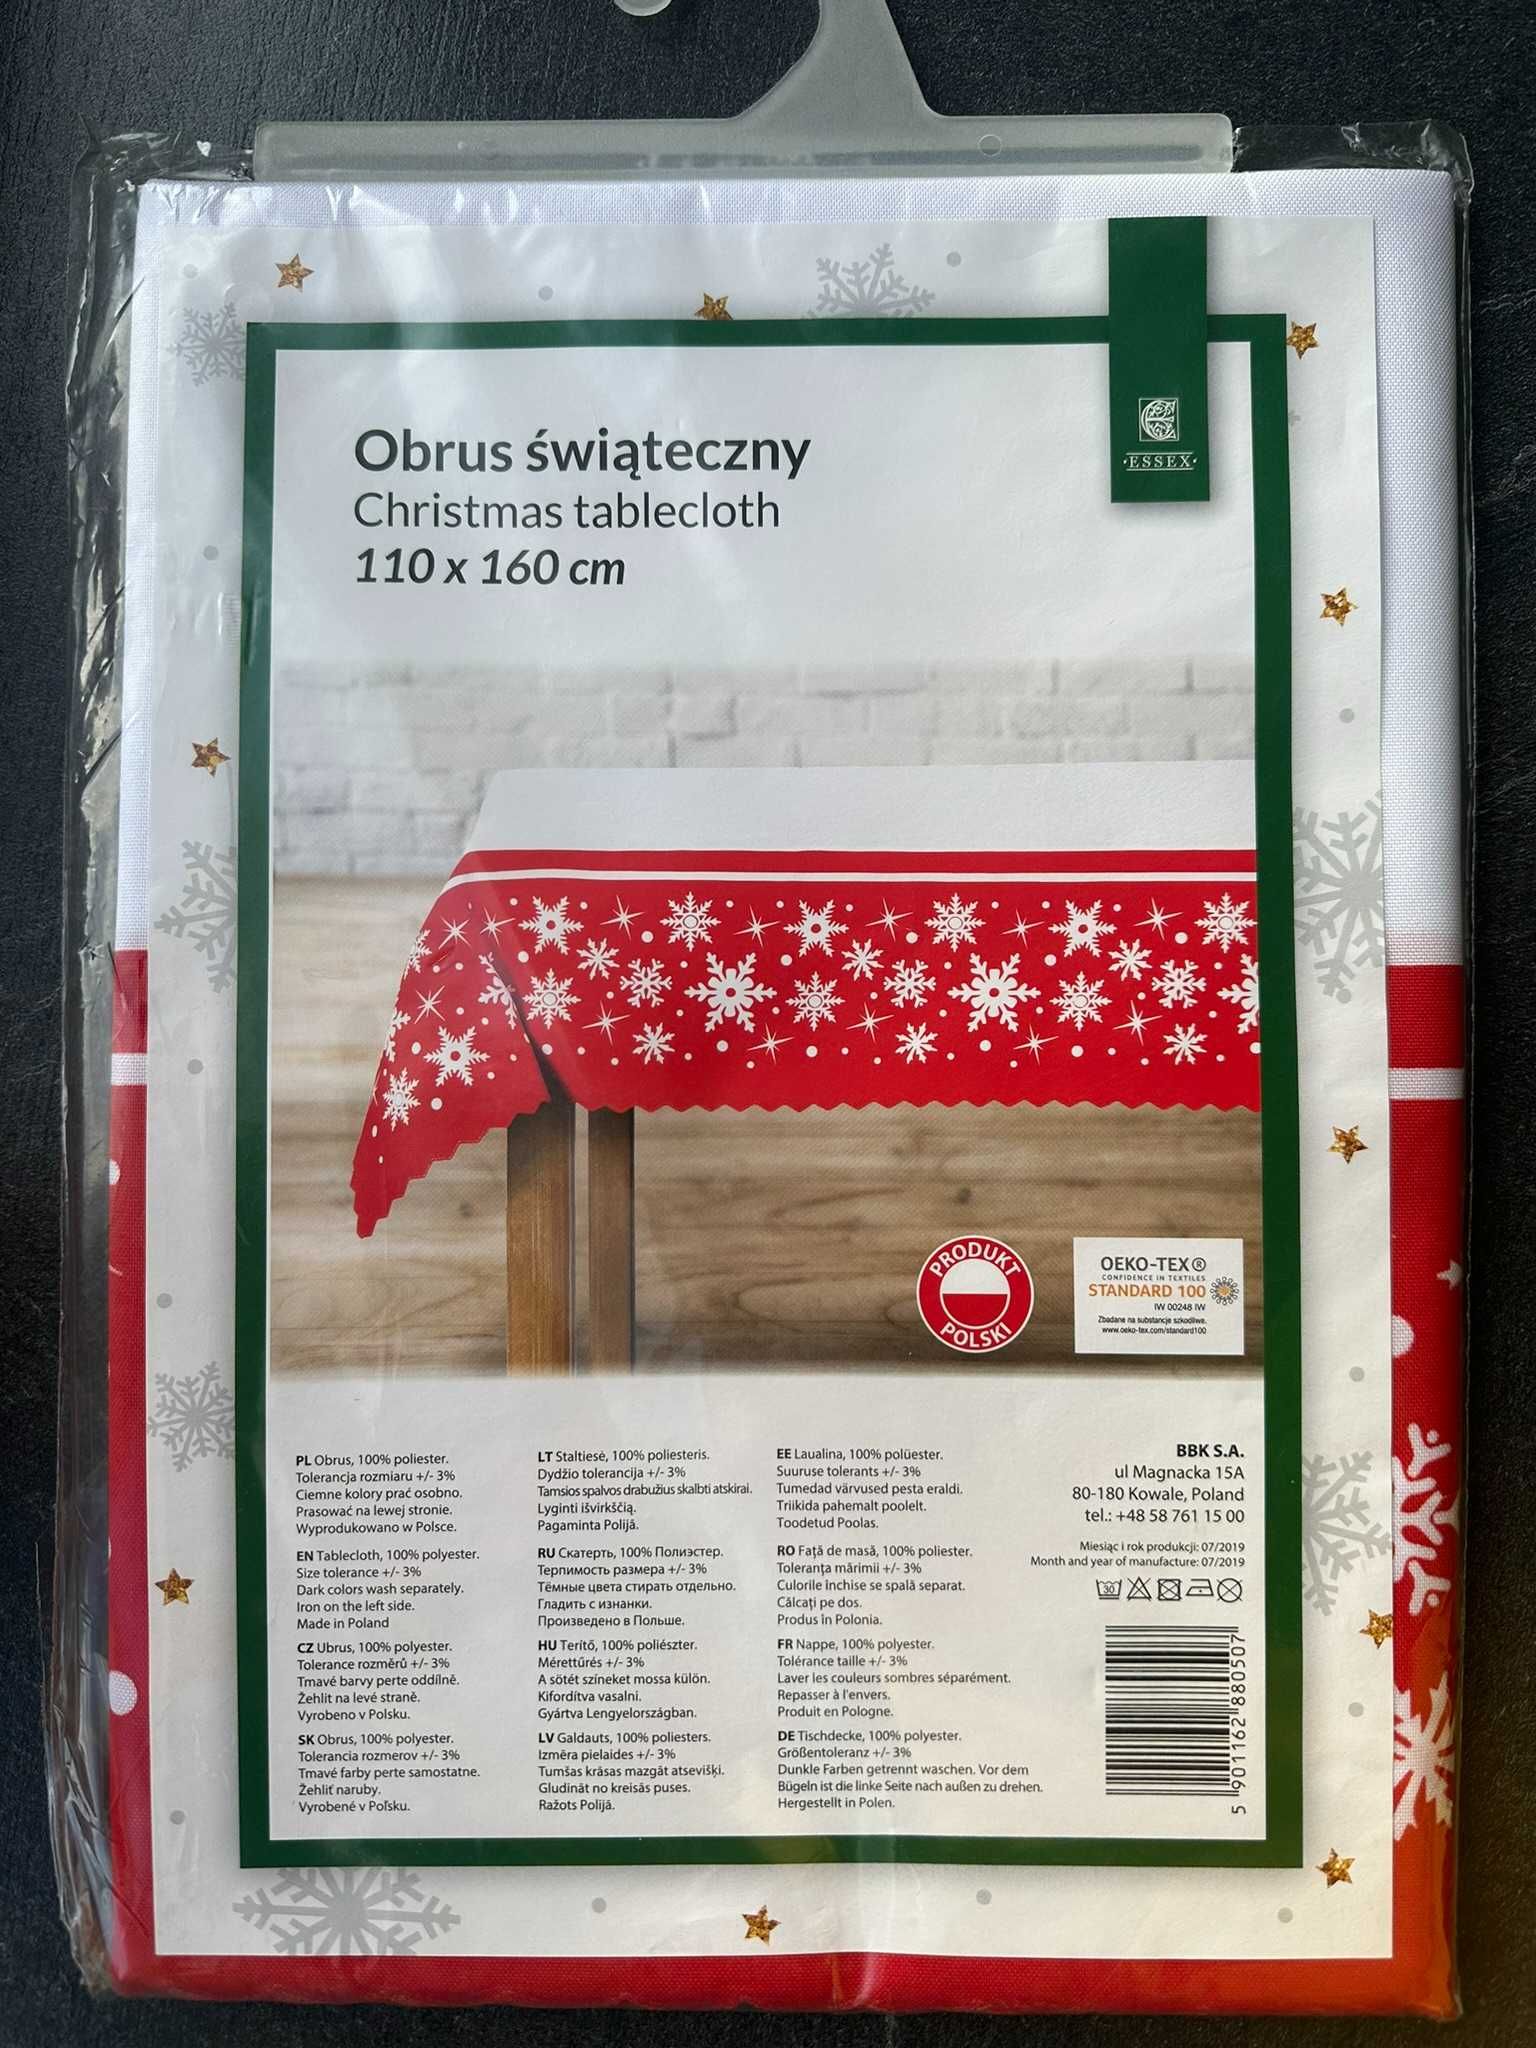 ·ESSEX·
Obrus świąteczny
Christmas tablecloth
110 x 160 cm
PRODUKT
POLSKI
OEKO-TEX®
CONFIDENCE IN TEXTILES
STANDARD 100
IW 00248 IW
Zbadane na substancje szkodliwe.
www.oeko-tex.com/standard100
PL Obrus, 100% poliester.
Tolerancja rozmiaru +/- 3%
Ciemne kolory prać osobno.
Prasować na lewej stronie.
Wyprodukowano w Polsce.
EN Tablecloth, 100% polyester.
Size tolerance +/- 3%
Dark colors wash separately.
Iron on the left side.
Made in Poland
CZ Ubrus, 100% polyester.
Tolerance rozměrů +/- 3%
Tmavé barvy perte oddílně.
Žehlit na levé straně.
Vyrobeno v Polsku.
SK Obrus, 100% polyester.
Tolerancia rozmerov +/- 3%
Tmavé farby perte samostatne.
Žehliť naruby.
Vyrobené v Poľsku.
LT Staltiesė, 100% poliesteris.
Dydžio tolerancija +/- 3%
Tamsios spalvos drabužius skalbti atskirai.
Lyginti išvirkščią.
Pagaminta Polijā.
RU Скатерть, 100% Полиэстер.
Терпимость размера +/- 3%
Тёмные цвета стирать отдельно.
Гладить с изнанки.
Произведено в Польше.
HU Terítő, 100% poliészter.
Mérettűrés +/- 3%
A sötét színeket mossa külön.
Kifordítva vasalni.
Gyártva Lengyelországban.
LV Galdauts, 100% poliesters.
Izmēra pielaides +/- 3%
Tumšas krāsas mazgāt atsevišķi.
Gludināt no kreisās puses.
Ražots Polijā.
EE Laualina, 100% polüester.
Suuruse tolerants +/- 3%
Tumedad värvused pesta eraldi.
Triikida pahemalt poolelt.
Toodetud Poolas.
RO Față de masă, 100% poliester.
Toleranța mărimii +/- 3%
Culorile închise se spală separat.
Călcați pe dos.
Produs în Polonia.
FR Nappe, 100% polyester.
Tolérance taille +/- 3%
Laver les couleurs sombres séparément.
Repasser à l'envers.
Produit en Pologne.
DE Tischdecke, 100% polyester.
Größentoleranz +/- 3%
Dunkle Farben getrennt waschen. Vor dem
Bügeln ist die linke Seite nach außen zu drehen.
Hergestellt in Polen.
BBK S.A.
ul Magnacka 15A
80-180 Kowale, Poland
tel.: +48 58 761 15 00
Miesiąc i rok produkcji: 07/2019
Month and year of manufacture: 07/2019
30
5 901162 880507